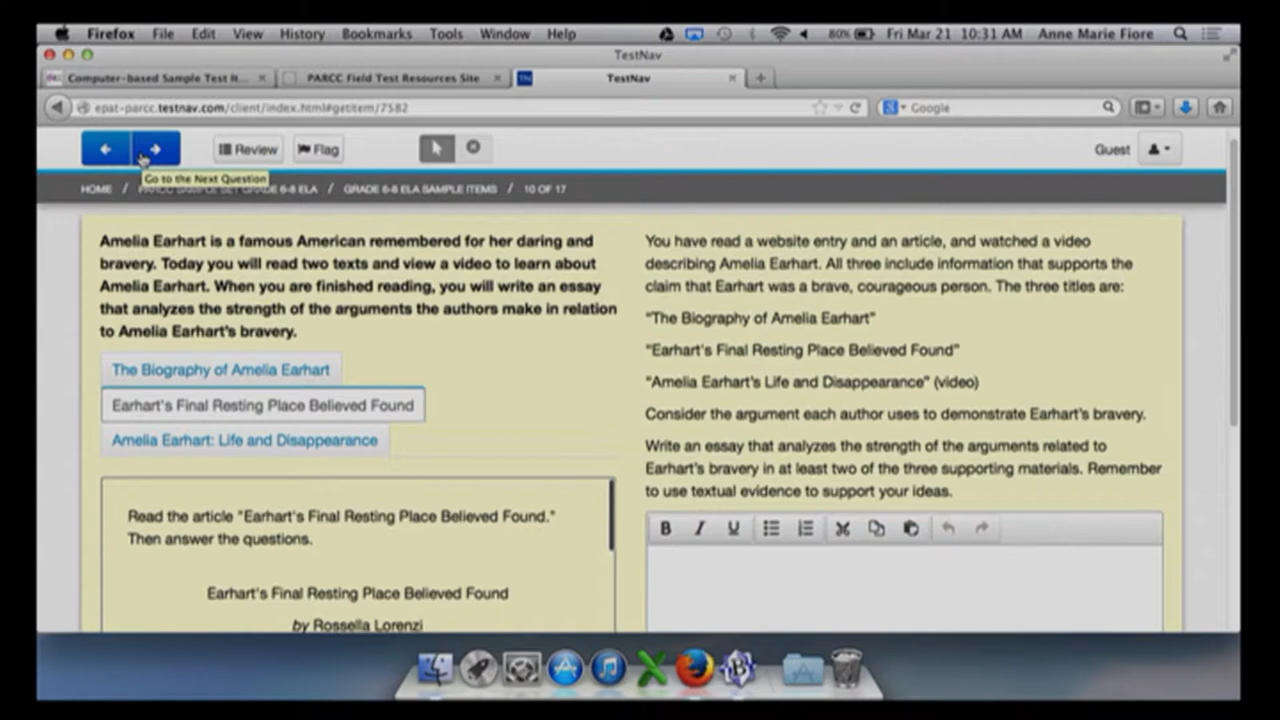 Firefox File Edit View History Bookmarks Tools Window Help 80% Fri Mar 21 10:31 AM Anne Marie Fiore
TestNav
Computer-based Sample Test It... PARCC Field Test Resources Site TN TestNav
epat-parcc.testnav.com/client/index.html#getitem/7582 Google
Review Flag Guest
Go to the Next Question
HOME / PARCC SAMPLE SET GRADE 6-8 ELA / GRADE 6-8 ELA SAMPLE ITEMS / 10 OF 17
Amelia Earhart is a famous American remembered for her daring and
bravery. Today you will read two texts and view a video to learn about
Amelia Earhart. When you are finished reading, you will write an essay
that analyzes the strength of the arguments the authors make in relation
to Amelia Earhart's bravery.
The Biography of Amelia Earhart
Earhart's Final Resting Place Believed Found
Amelia Earhart: Life and Disappearance
Read the article "Earhart's Final Resting Place Believed Found."
Then answer the questions.
Earhart's Final Resting Place Believed Found
by Rossella Lorenzi
You have read a website entry and an article, and watched a video
describing Amelia Earhart. All three include information that supports the
claim that Earhart was a brave, courageous person. The three titles are:
"The Biography of Amelia Earhart"
"Earhart's Final Resting Place Believed Found"
"Amelia Earhart's Life and Disappearance" (video)
Consider the argument each author uses to demonstrate Earhart's bravery.
Write an essay that analyzes the strength of the arguments related to
Earhart's bravery in at least two of the three supporting materials. Remember
to use textual evidence to support your ideas.
B I U